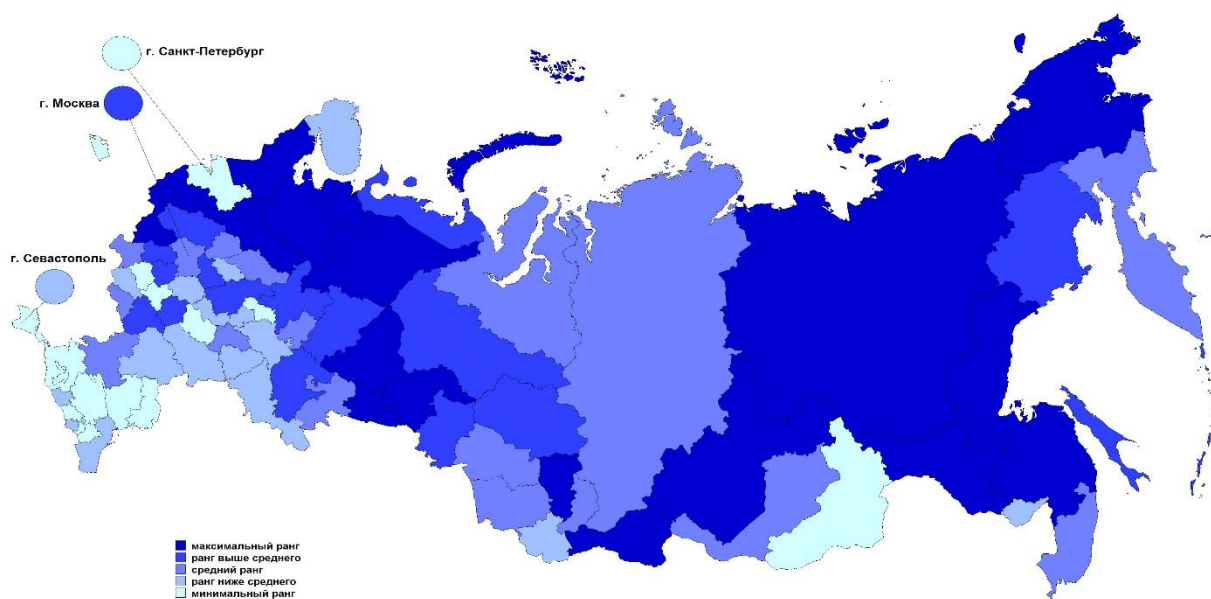 г. Санкт-Петербург
г. Москва
г. Севастополь
максимальный ранг
ранг выше среднего
средний ранг
ранг ниже среднего
минимальный ранг